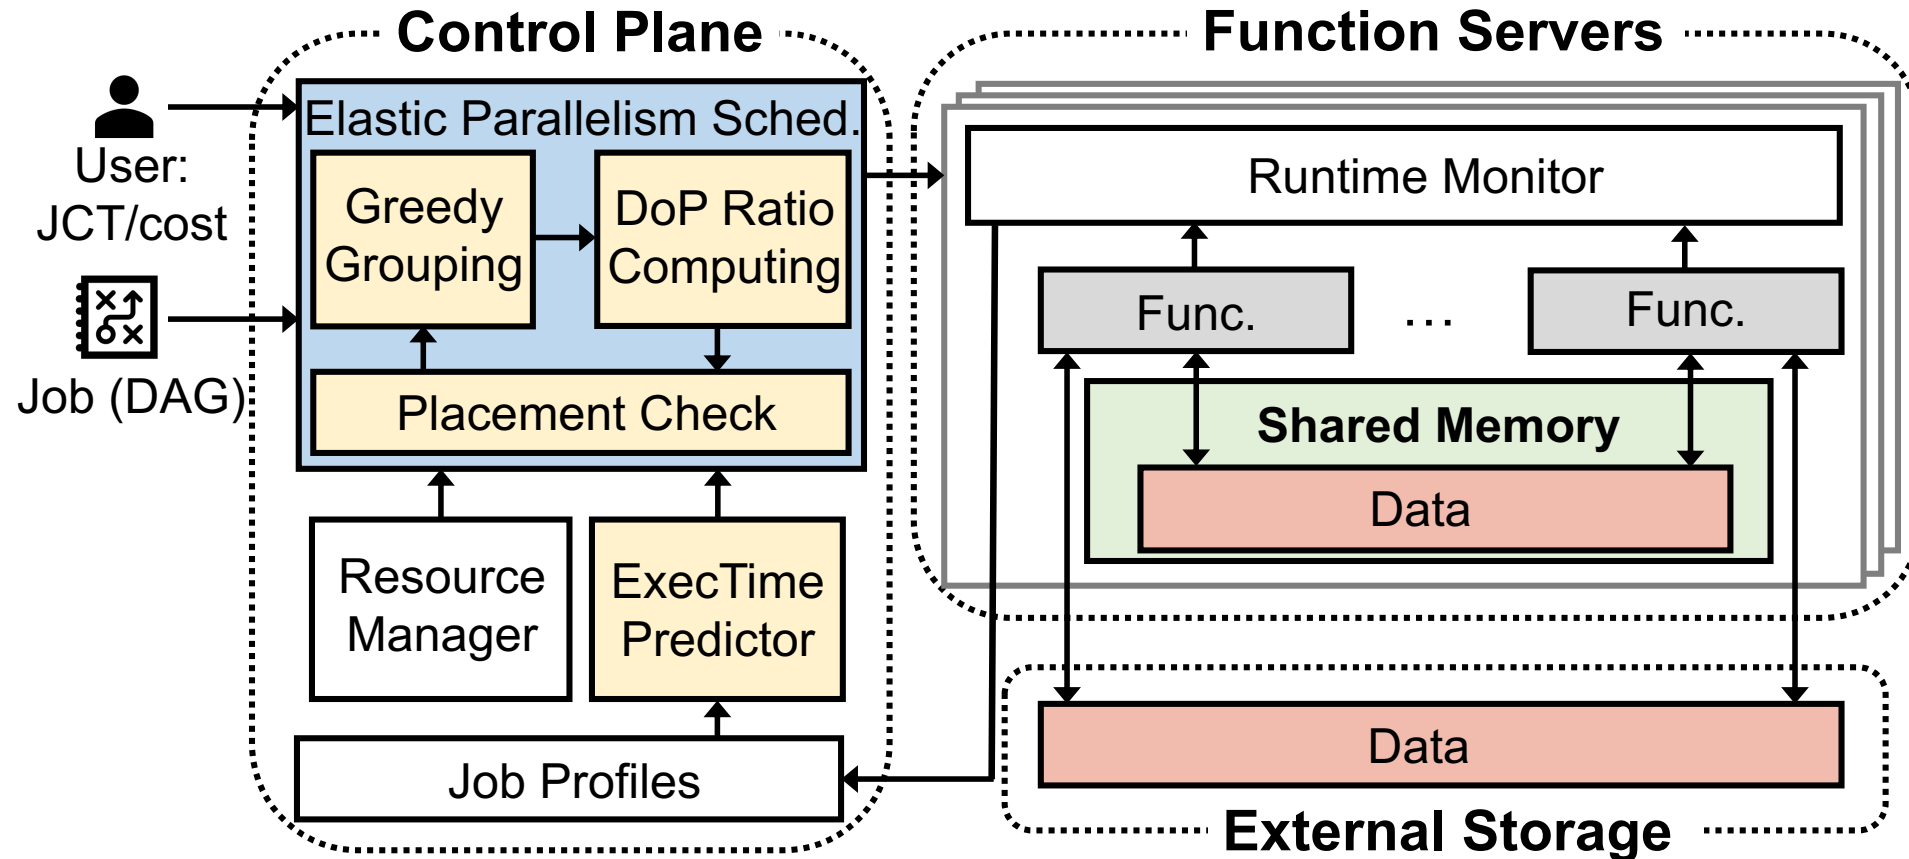 Control Plane
Function Servers
User:
JCT/cost
Job (DAG)
Elastic Parallelism Sched.
Greedy
Grouping
DoP Ratio
Computing
Placement Check
Resource
Manager
ExecTime
Predictor
Job Profiles
Runtime Monitor
Func.
...
Func.
Shared Memory
Data
Data
External Storage